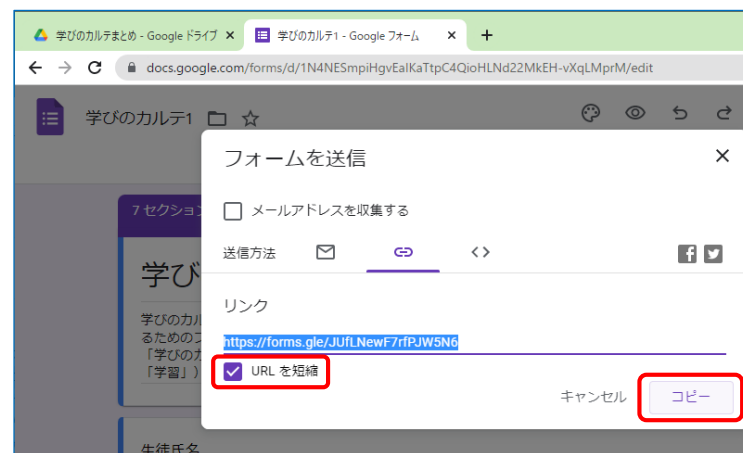 学びのカルテまとめ - Google ドライブ
学びのカルテ1 - Google フォーム
docs.google.com/forms/d/1N4NESmpiHgvEaIKaTtpC4QioHLNd22MkEH-vXqLMprM/edit
学びのカルテ1
フォームを送信
7 セクション
メールアドレスを収集する
送信方法
学び
リンク
学びのカル
るためのフ
https://forms.gle/JUfLNewF7rfPJW5N6
「学びのカ
「学習」）
URL を短縮
キャンセル
コピー
生徒氏名